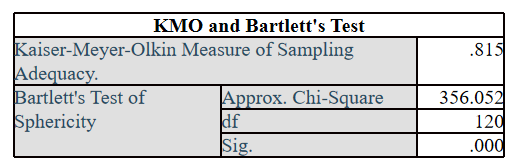 KMO and Bartlett's Test
Kaiser-Meyer-Olkin Measure of Sampling .815
Adequacy.
Bartlett's Test of Approx. Chi-Square 356.052
Sphericity df 120
Sig. .000